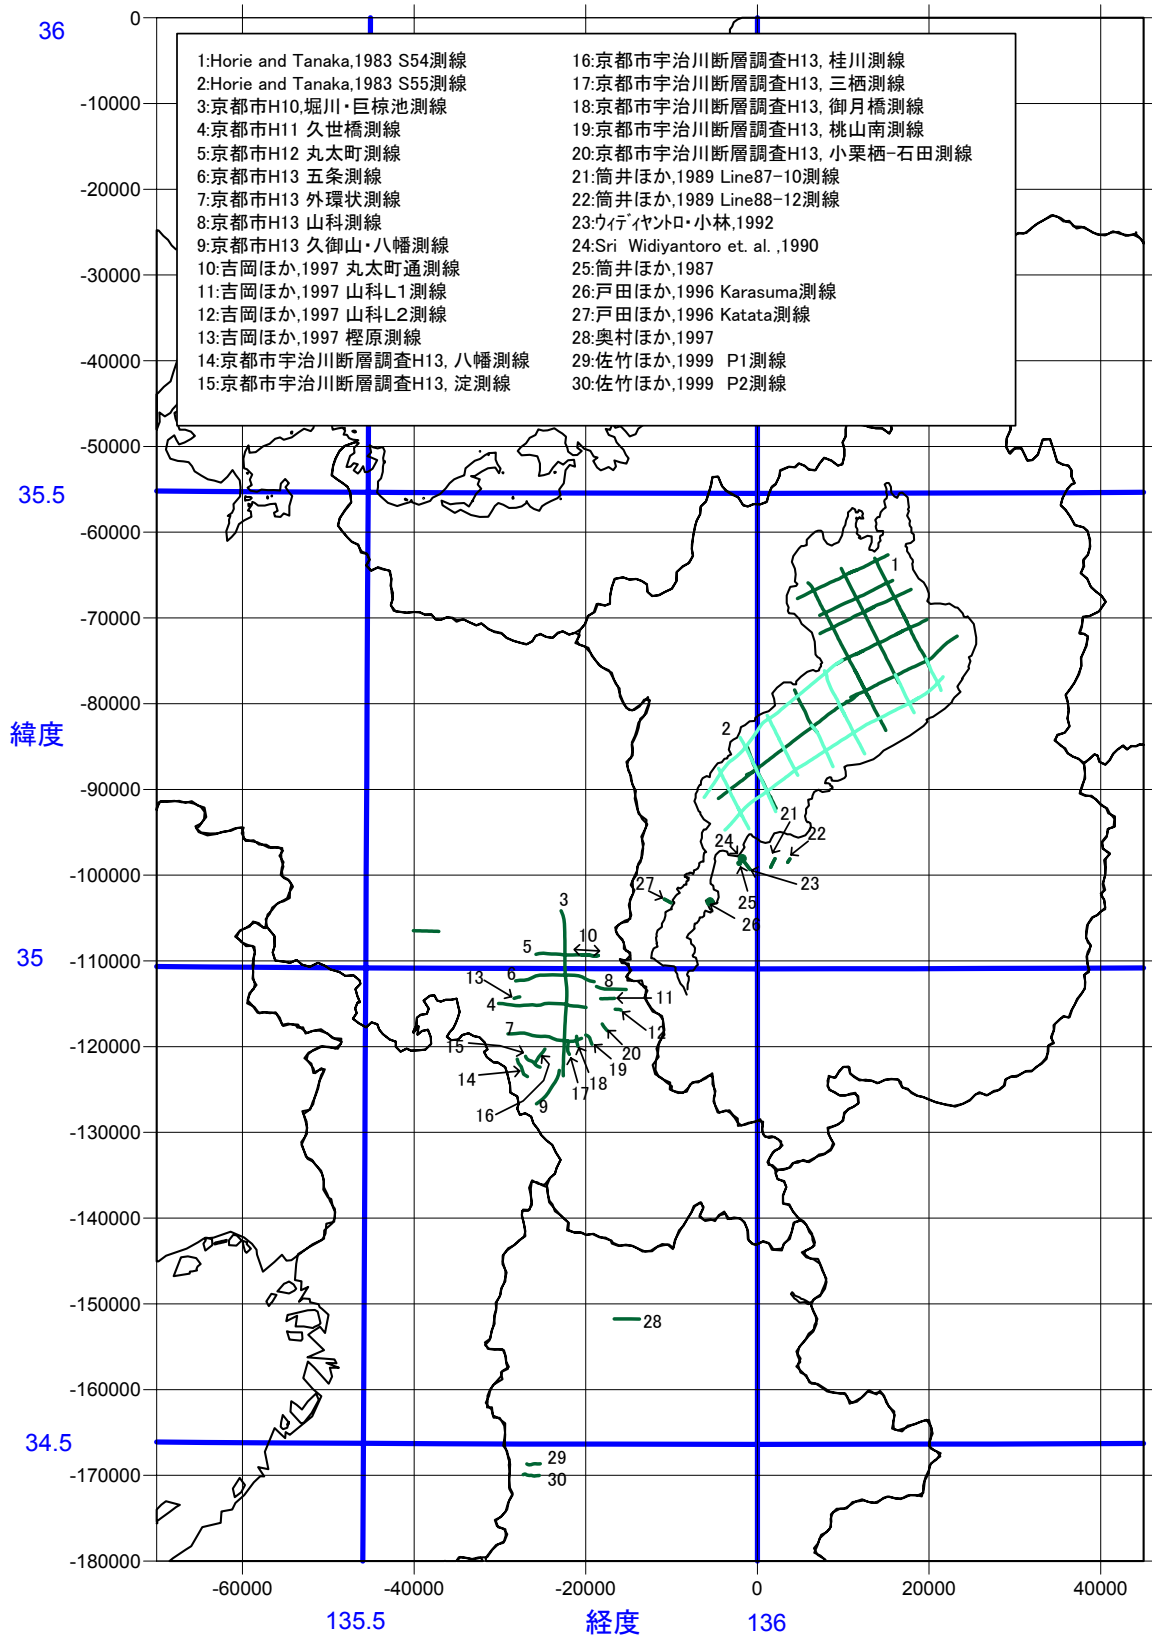 36
0
1:Horie and Tanaka,1983 S54測線
2:Horie and Tanaka,1983 S55測線
3:京都市H10,堀川・巨椋池測線
4:京都市H11 久世橋測線
5:京都市H12 丸太町測線
6:京都市H13 五条測線
7:京都市H13 外環状測線
8:京都市H13 山科測線
9:京都市H13 久御山・八幡測線
10:吉岡ほか,1997 丸太町通測線
11:吉岡ほか,1997 山科L1測線
12:吉岡ほか,1997 山科L2測線
13:吉岡ほか,1997 樫原測線
14:京都市宇治川断層調査H13, 八幡測線
15:京都市宇治川断層調査H13, 淀測線
16:京都市宇治川断層調査H13, 桂川測線
17:京都市宇治川断層調査H13, 三栖測線
18:京都市宇治川断層調査H13, 御月橋測線
19:京都市宇治川断層調査H13, 桃山南測線
20:京都市宇治川断層調査H13, 小栗栖-石田測線
21:筒井ほか,1989 Line87-10測線
22:筒井ほか,1989 Line88-12測線
23:ウィディヤントロ・小林,1992
24:Sri Widiyantoro et. al. ,1990
25:筒井ほか,1987
26:戸田ほか,1996 Karasuma測線
27:戸田ほか,1996 Katata測線
28:奥村ほか,1997
29:佐竹ほか,1999 P1測線
30:佐竹ほか,1999 P2測線
-10000
-20000
-30000
-40000
-50000
35.5
-60000
1
-70000
-80000
2
緯度
-90000
21
24
22
-100000
27
23
25
3
26
10
5
35
-110000
13
6
8
4
11
7
12
-120000
15
20
14
19
18
17
16
9
-130000
-140000
-150000
28
-160000
34.5
29
-170000
30
-180000
-60000
-40000
-20000
0
20000
40000
135.5
経度
136